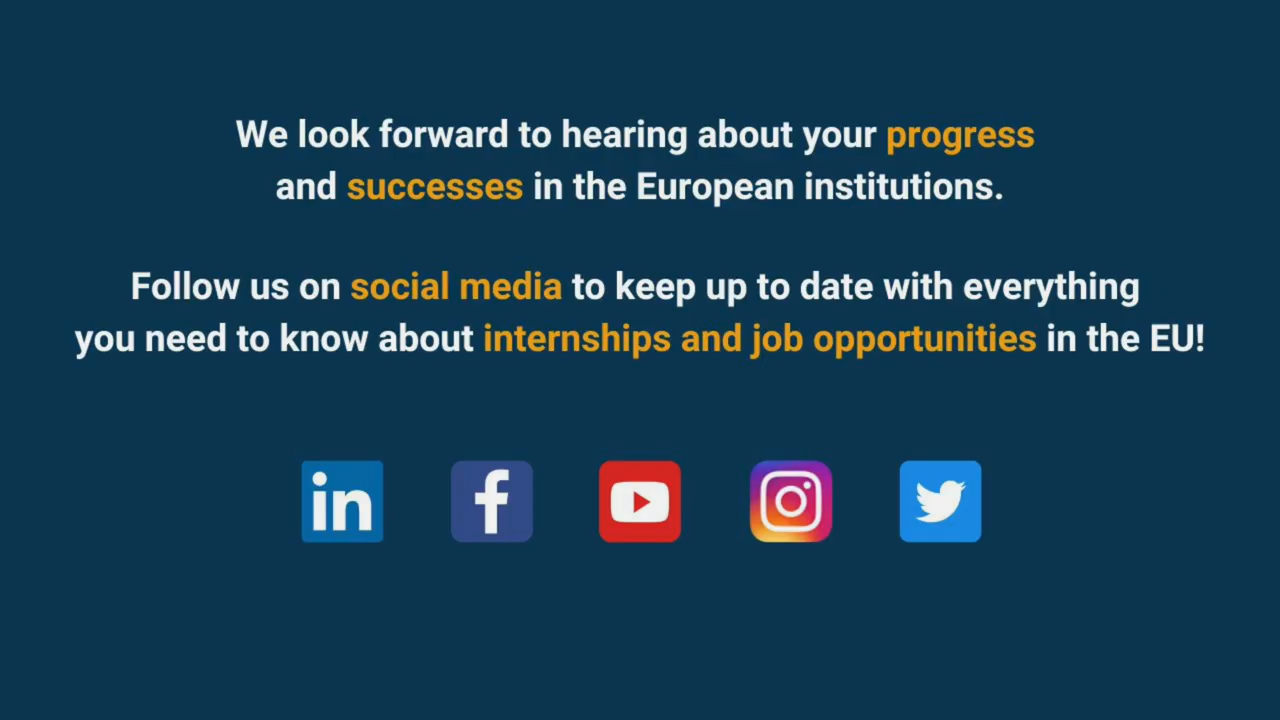 We look forward to hearing about your progress
and successes in the European institutions.
Follow us on social media to keep up to date with everything
you need to know about internships and job opportunities in the EU!
in
f